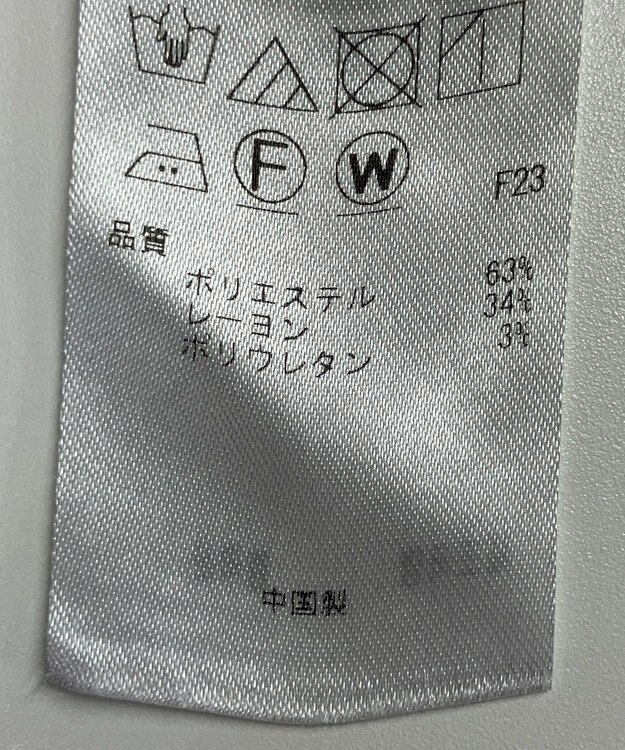 F W
F23
品質
ポリエステル 63%
レーヨン 34%
ポリウレタン 3%
中国製